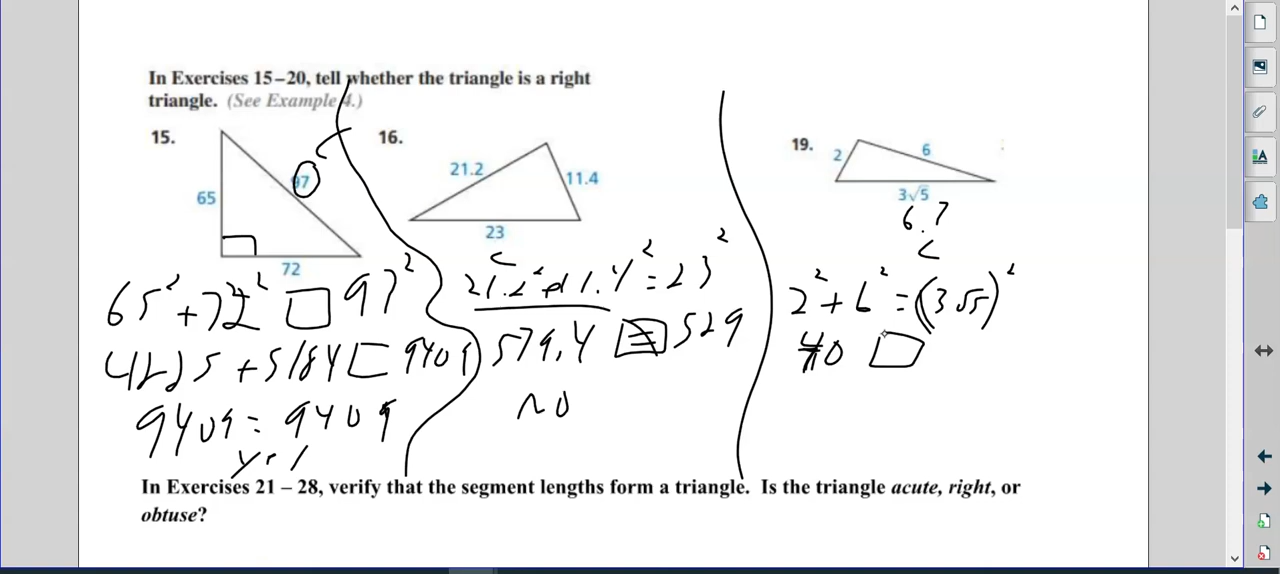 In Exercises 15–20, tell whether the triangle is a right
triangle. (See Example 4.)
15.
97
65
72
65² + 72² □ 97²
4225 + 5184 □ 9409
9409 = 9409
yes
16.
21.2
11.4
23
c
21.2² + 11.4² = 23²
579.4 = 529
no
19.
2
6
3√5
6.7
c
2² + 6² = (3√5)²
40 □
In Exercises 21 – 28, verify that the segment lengths form a triangle. Is the triangle acute, right, or
obtuse?